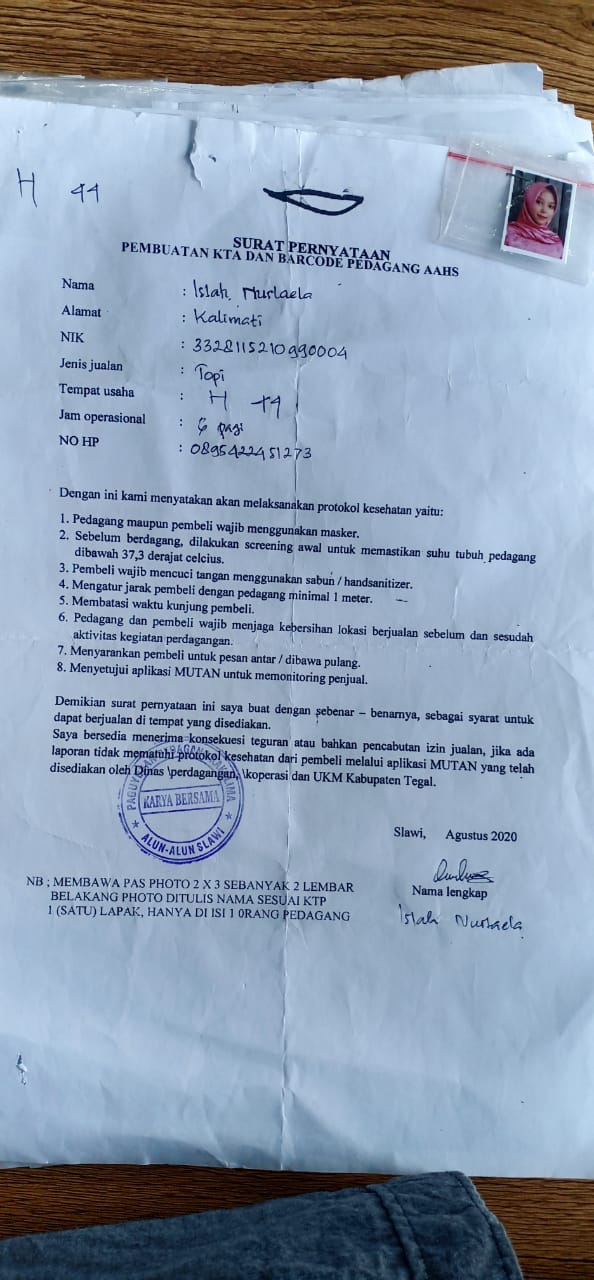 H 44
SURAT PERNYATAAN
PEMBUATAN KTA DAN BARCODE PEDAGANG AAHS
Nama : Islah Nurlaela
Alamat : Kalimati
NIK : 3328115210990004
Jenis jualan : Topi
Tempat usaha : H 44
Jam operasional : pagi
NO HP : 0895422451273
Dengan ini kami menyatakan akan melaksanakan protokol kesehatan yaitu:
1. Pedagang maupun pembeli wajib menggunakan masker.
2. Sebelum berdagang, dilakukan screening awal untuk memastikan suhu tubuh pedagang
dibawah 37,3 derajat celcius.
3. Pembeli wajib mencuci tangan menggunakan sabun / handsanitizer.
4. Mengatur jarak pembeli dengan pedagang minimal 1 meter.
5. Membatasi waktu kunjung pembeli.
6. Pedagang dan pembeli wajib menjaga kebersihan lokasi berjualan sebelum dan sesudah
aktivitas kegiatan perdagangan.
7. Menyarankan pembeli untuk pesan antar / dibawa pulang.
8. Menyetujui aplikasi MUTAN untuk memonitoring penjual.
Demikian surat pernyataan ini saya buat dengan sebenar – benarnya, sebagai syarat untuk
dapat berjualan di tempat yang disediakan.
Saya bersedia menerima konsekuesi teguran atau bahkan pencabutan izin jualan, jika ada
laporan tidak mematuhi protokol kesehatan dari pembeli melalui aplikasi MUTAN yang telah
disediakan oleh Dinas \perdagangan, \koperasi dan UKM Kabupaten Tegal.
KARYA BERSAMA
ALUN-ALUN SLAWI
Slawi, Agustus 2020
Nama lengkap
Islah Nurlaela
NB ; MEMBAWA PAS PHOTO 2 X 3 SEBANYAK 2 LEMBAR
BELAKANG PHOTO DITULIS NAMA SESUAI KTP
1 (SATU) LAPAK, HANYA DI ISI 1 0RANG PEDAGANG